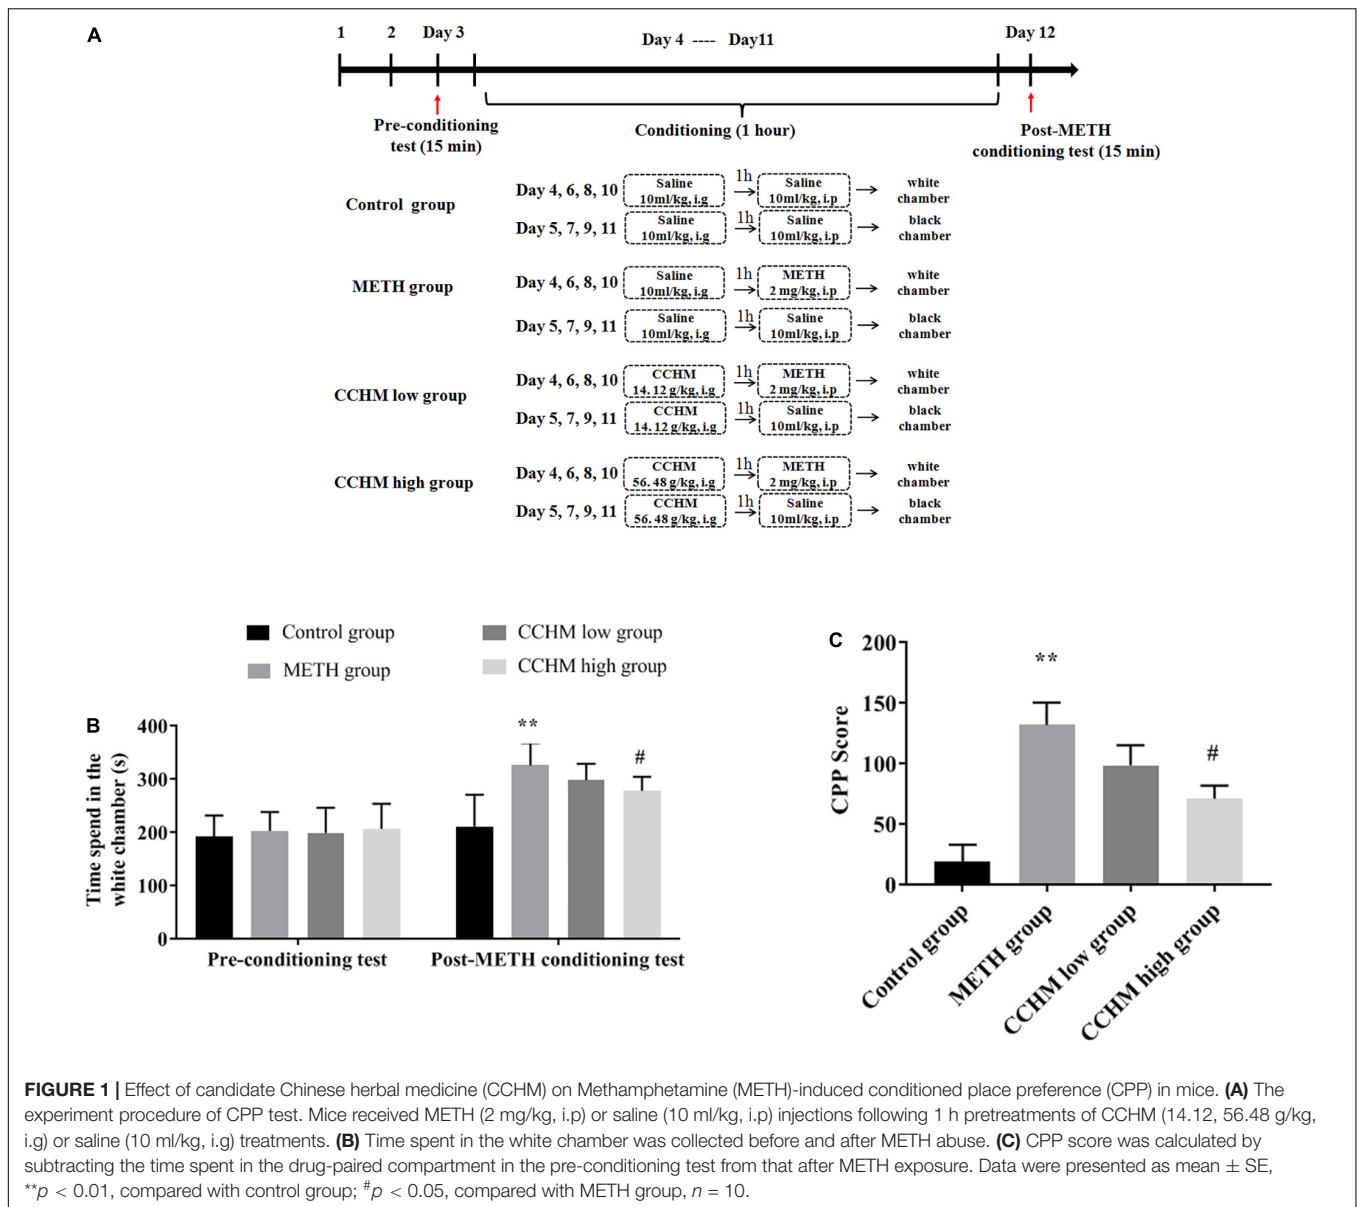 A
1 2 Day 3 Day 4 ---- Day11 Day 12
Pre-conditioning
test (15 min)
Conditioning (1 hour)
Post-METH
conditioning test (15 min)
Control group
Day 4, 6, 8, 10
Saline
10ml/kg, i.g
1h
Saline
10ml/kg, i.p
white
chamber
Day 5, 7, 9, 11
Saline
10ml/kg, i.g
1h
Saline
10ml/kg, i.p
black
chamber
METH group
Day 4, 6, 8, 10
Saline
10ml/kg, i.g
1h
METH
2 mg/kg, i.p
white
chamber
Day 5, 7, 9, 11
Saline
10ml/kg, i.g
1h
Saline
10ml/kg, i.p
black
chamber
CCHM low group
Day 4, 6, 8, 10
CCHM
14. 12 g/kg, i.g
1h
METH
2 mg/kg, i.p
white
chamber
Day 5, 7, 9, 11
CCHM
14. 12 g/kg, i.g
1h
Saline
10ml/kg, i.p
black
chamber
CCHM high group
Day 4, 6, 8, 10
CCHM
56. 48 g/kg, i.g
1h
METH
2 mg/kg, i.p
white
chamber
Day 5, 7, 9, 11
CCHM
56. 48 g/kg, i.g
1h
Saline
10ml/kg, i.p
black
chamber
Control group
CCHM low group
METH group
CCHM high group
B
Time spend in the
white chamber (s)
400
300
200
100
0
**
#
Pre-conditioning test
Post-METH conditioning test
C
CPP Score
200
150
100
50
0
**
#
Control group
METH group
CCHM low group
CCHM high group
FIGURE 1 | Effect of candidate Chinese herbal medicine (CCHM) on Methamphetamine (METH)-induced conditioned place preference (CPP) in mice. (A) The
experiment procedure of CPP test. Mice received METH (2 mg/kg, i.p) or saline (10 ml/kg, i.p) injections following 1 h pretreatments of CCHM (14.12, 56.48 g/kg,
i.g) or saline (10 ml/kg, i.g) treatments. (B) Time spent in the white chamber was collected before and after METH abuse. (C) CPP score was calculated by
subtracting the time spent in the drug-paired compartment in the pre-conditioning test from that after METH exposure. Data were presented as mean ± SE,
**p < 0.01, compared with control group; #p < 0.05, compared with METH group, n = 10.